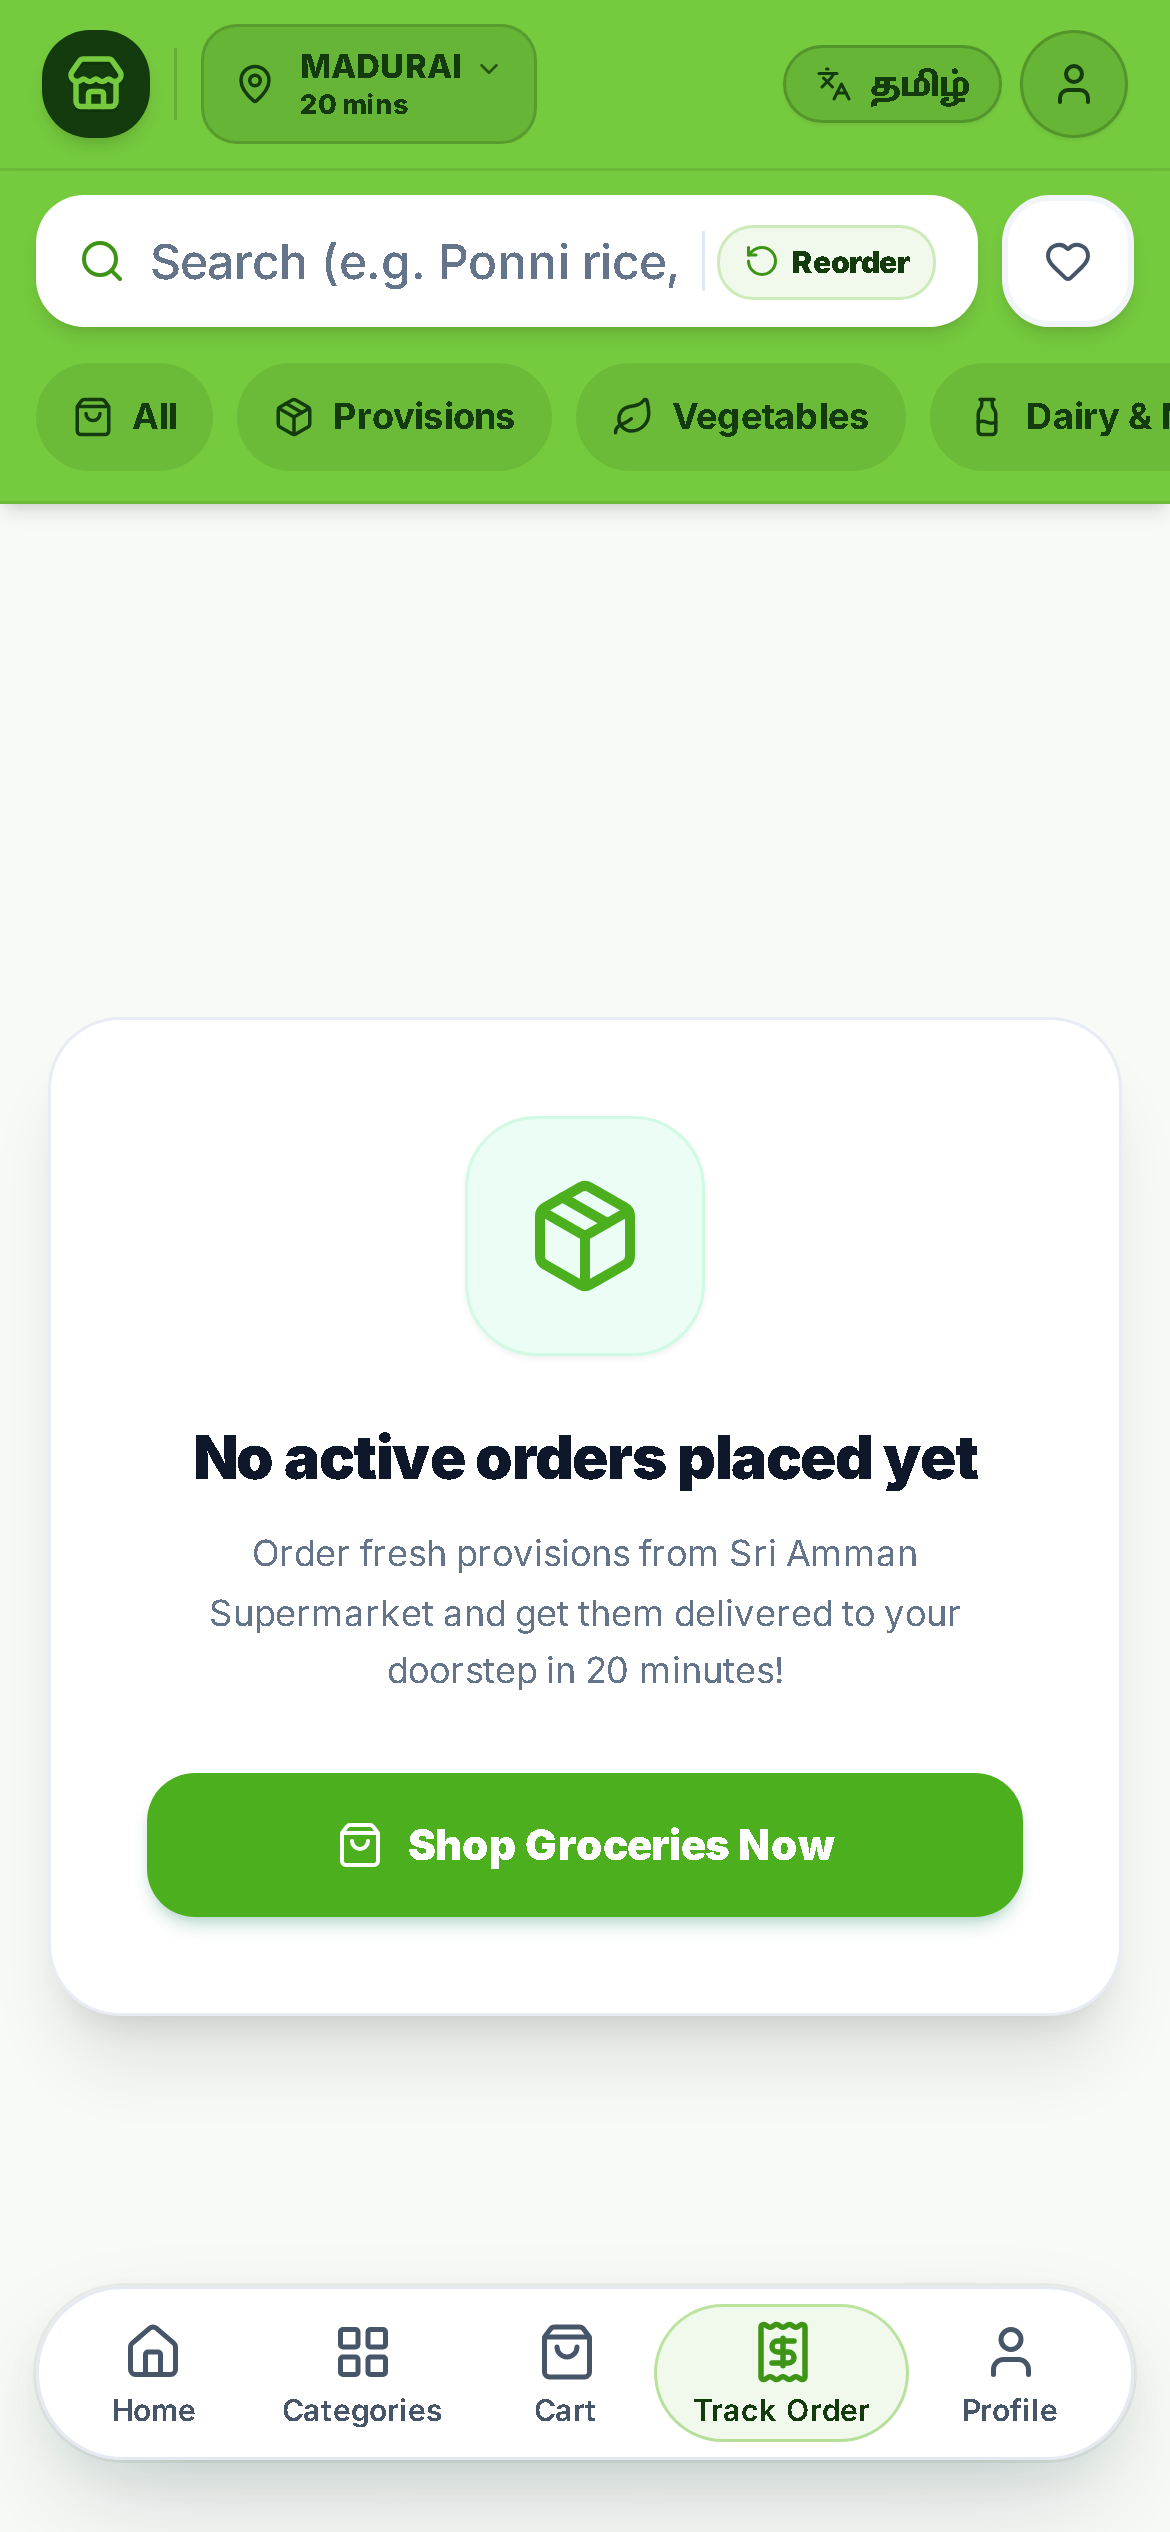 MADURAI
20 mins
தமிழ்
Search (e.g. Ponni rice,
Reorder
All
Provisions
Vegetables
Dairy &
No active orders placed yet
Order fresh provisions from Sri Amman
Supermarket and get them delivered to your
doorstep in 20 minutes!
Shop Groceries Now
Home
Categories
Cart
Track Order
Profile